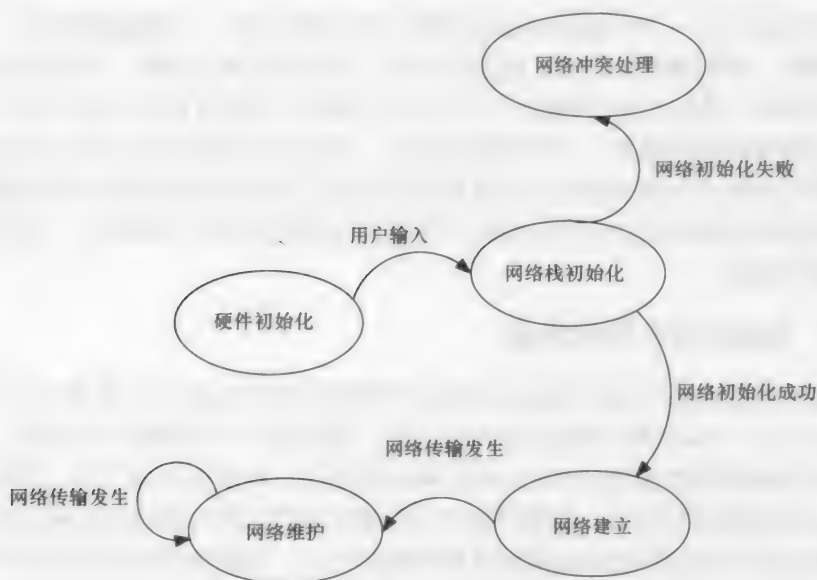 网络冲突处理
网络初始化失败
用户输入
网络栈初始化
硬件初始化
网络初始化成功
网络传输发生
网络传输发生
网络维护
网络建立